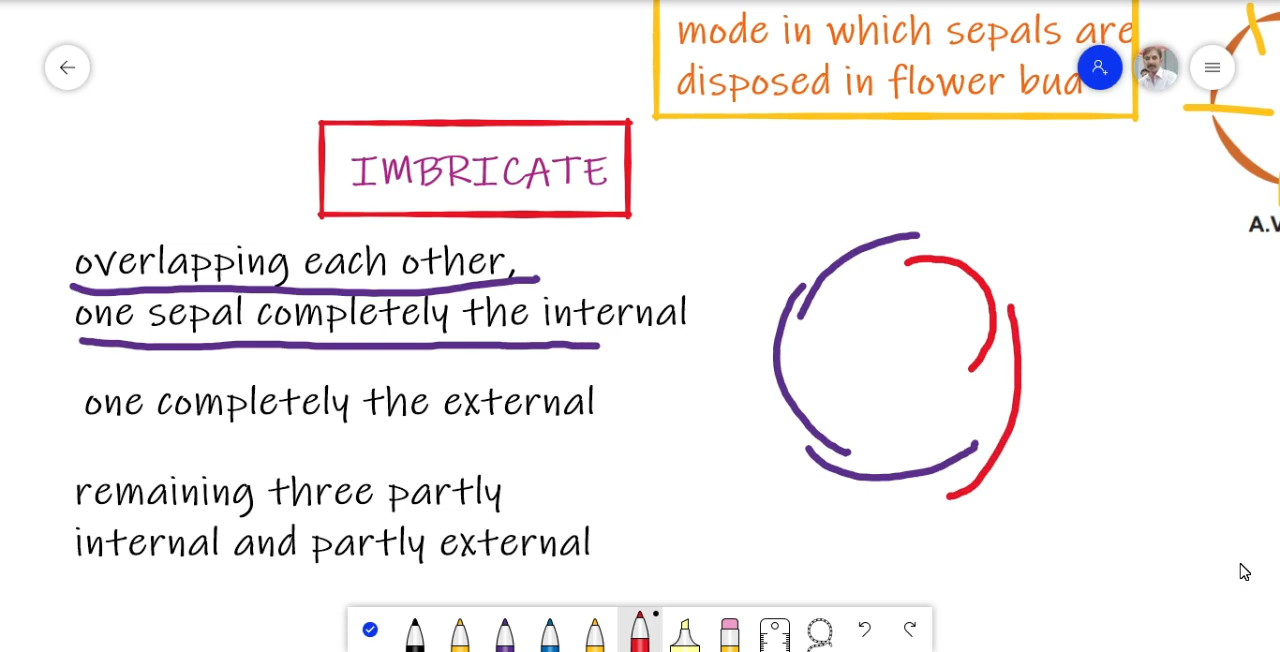 mode in which sepals are
disposed in flower bud
IMBRICATE
overlapping each other,
one sepal completely the internal
one completely the external
remaining three partly
internal and partly external
A.V